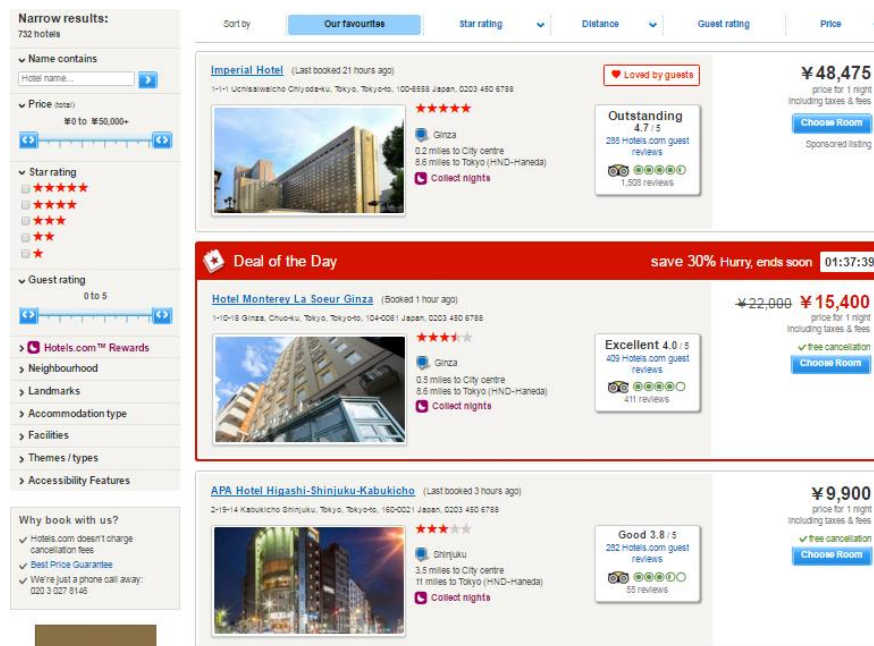 Narrow results:
732 hotels
Name contains
Hotel name...
Price (total)
¥0 to ¥50,000+
Star rating
Guest rating
0 to 5
Hotels.com™ Rewards
Neighbourhood
Landmarks
Accommodation type
Facilities
Themes / types
Accessibility Features
Why book with us?
Hotels.com doesn't charge
cancellation fees
Best Price Guarantee
We're just a phone call away:
020 3 027 8146
Sort by Our favourites Star rating Distance Guest rating Price
Imperial Hotel (Last booked 21 hours ago)
1-1-1 Uchisaiwaicho Chiyoda-ku, Tokyo, Tokyo-to, 100-8558 Japan, 0203 450 6788
Ginza
0.2 miles to City centre
8.6 miles to Tokyo (HND-Haneda)
Collect nights
Loved by guests
Outstanding
4.7 / 5
288 Hotels.com guest
reviews
1,508 reviews
¥48,475
price for 1 night
including taxes & fees
Choose Room
Sponsored listing
Deal of the Day save 30% Hurry, ends soon 01:37:39
Hotel Monterey La Soeur Ginza (Booked 1 hour ago)
1-10-18 Ginza, Chuo-ku, Tokyo, Tokyo-to, 104-0061 Japan, 0203 450 6788
Ginza
0.5 miles to City centre
8.6 miles to Tokyo (HND-Haneda)
Collect nights
Excellent 4.0 / 5
409 Hotels.com guest
reviews
411 reviews
¥22,000 ¥15,400
price for 1 night
including taxes & fees
free cancellation
Choose Room
APA Hotel Higashi-Shinjuku-Kabukicho (Last booked 3 hours ago)
2-19-14 Kabukicho Shinjuku, Tokyo, Tokyo-to, 160-0021 Japan, 0203 450 6788
Shinjuku
3.5 miles to City centre
11 miles to Tokyo (HND-Haneda)
Collect nights
Good 3.8 / 5
282 Hotels.com guest
reviews
55 reviews
¥9,900
price for 1 night
including taxes & fees
free cancellation
Choose Room